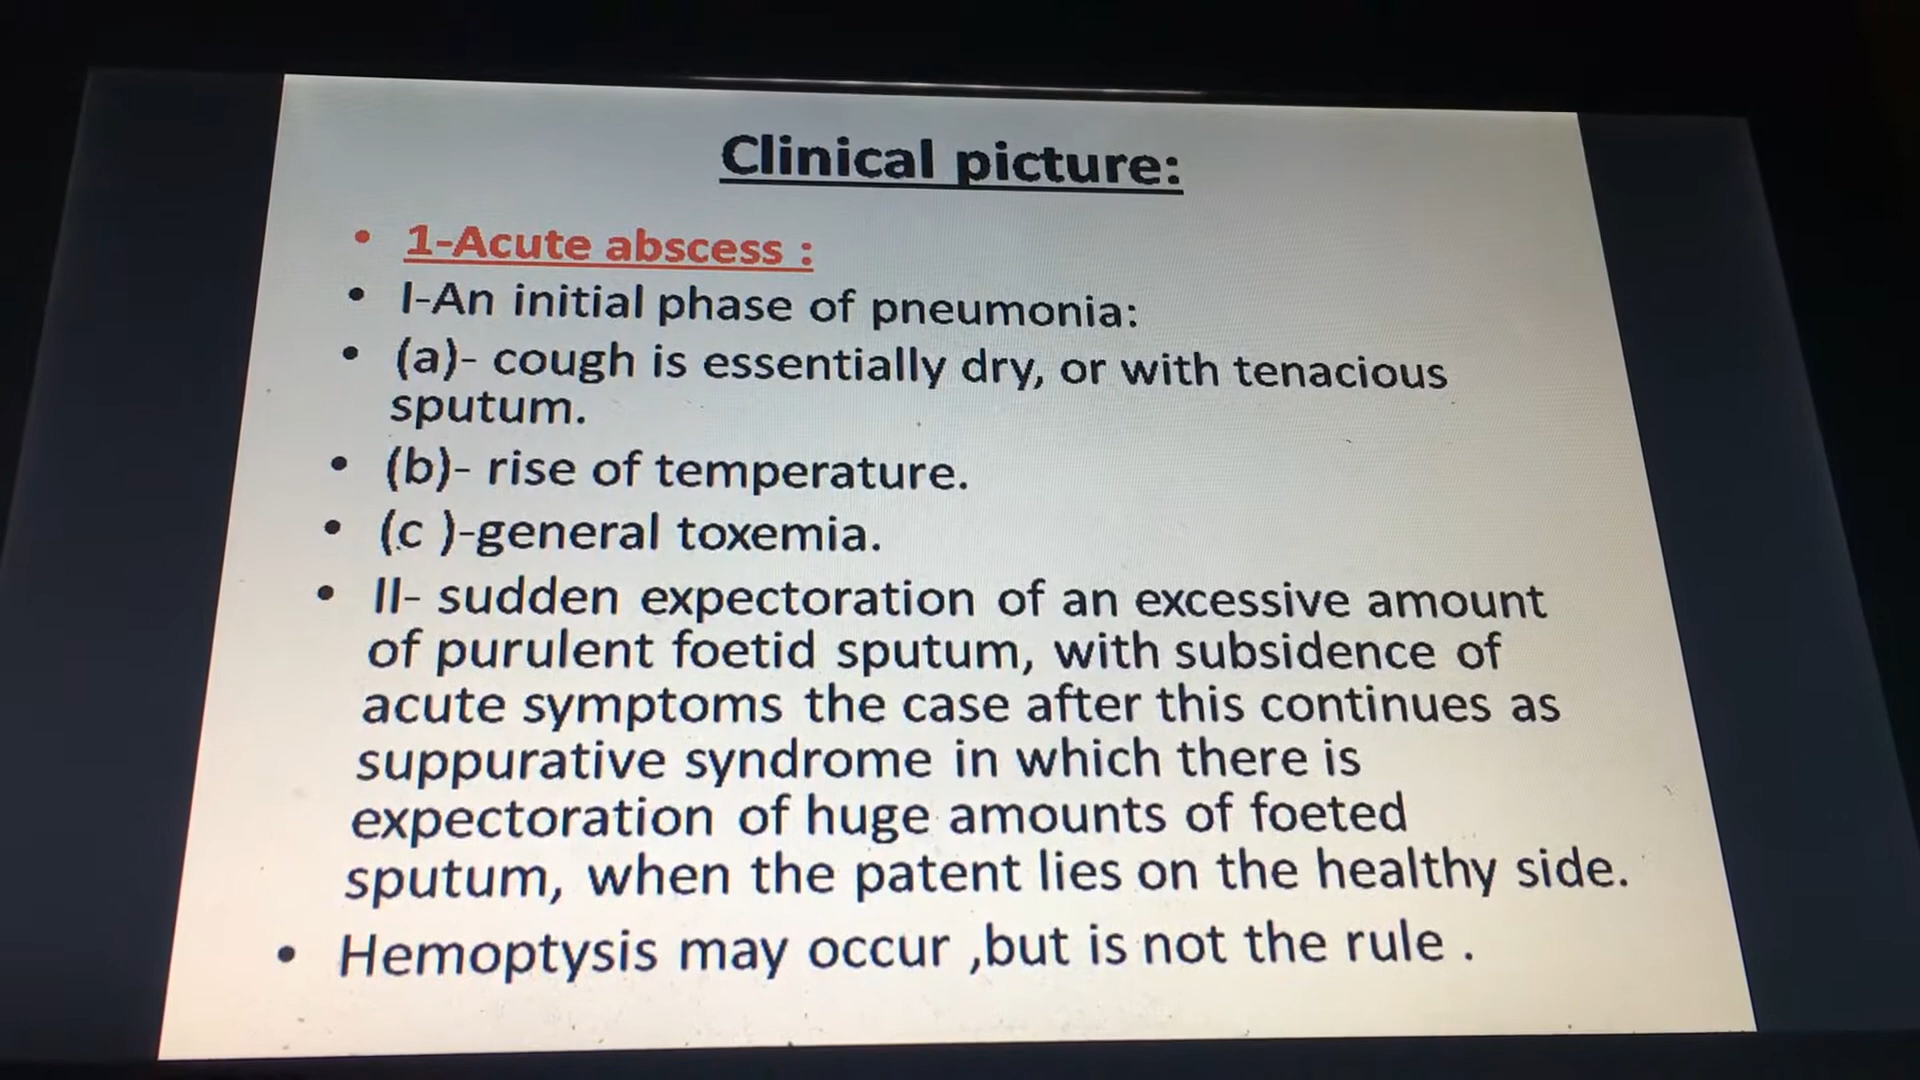 Clinical picture:
• 1-Acute abscess :
• I-An initial phase of pneumonia:
• (a)- cough is essentially dry, or with tenacious
sputum.
• (b)- rise of temperature.
• (c )-general toxemia.
• II- sudden expectoration of an excessive amount
of purulent foetid sputum, with subsidence of
acute symptoms the case after this continues as
suppurative syndrome in which there is
expectoration of huge amounts of foeted
sputum, when the patent lies on the healthy side.
• Hemoptysis may occur ,but is not the rule .